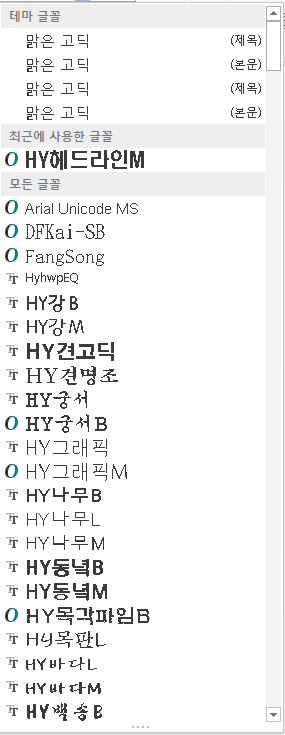 테마 글꼴
맑은 고딕 (제목)
맑은 고딕 (본문)
맑은 고딕 (제목)
맑은 고딕 (본문)
최근에 사용한 글꼴
HY헤드라인M
모든 글꼴
Arial Unicode MS
DFKai-SB
FangSong
HyhwpEQ
HY강B
HY강M
HY견고딕
HY견명조
HY궁서
HY궁서B
HY그래픽
HY그래픽M
HY나무B
HY나무L
HY나무M
HY동녘B
HY동녘M
HY목각파임B
HY목판L
HY바다L
HY바다M
HY백송B